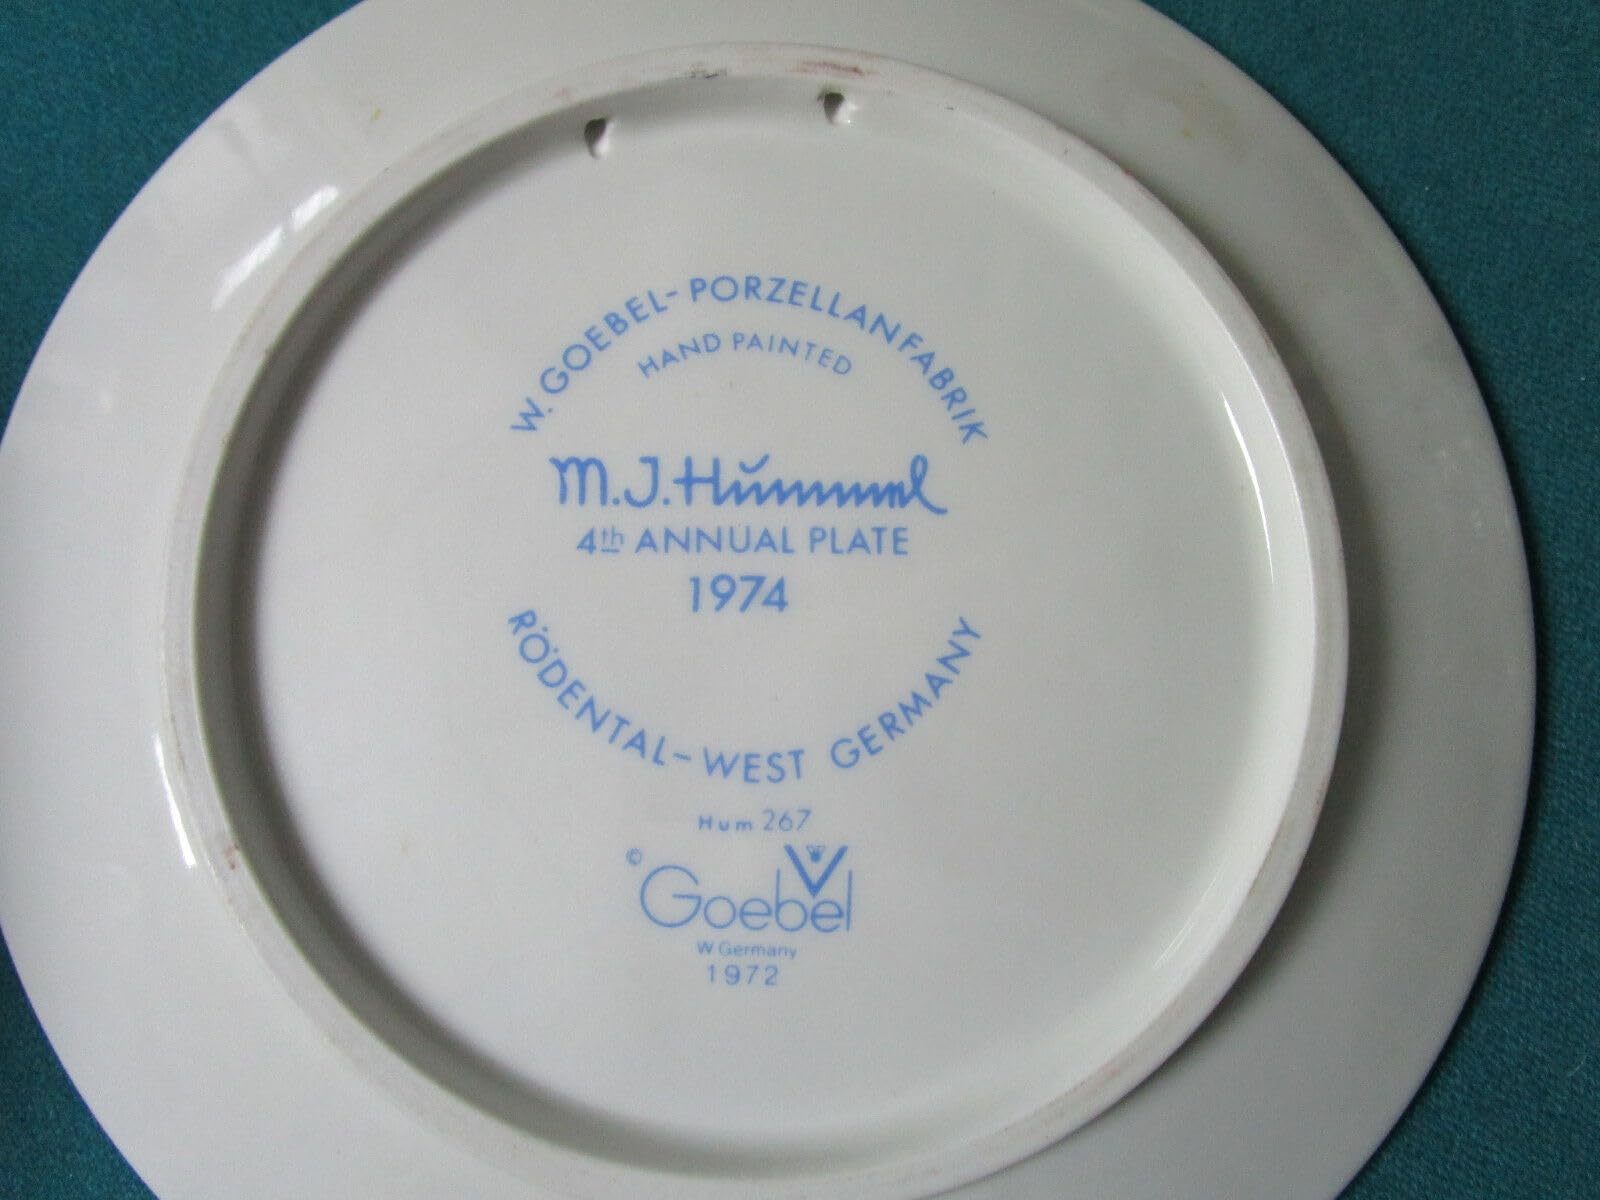 W. GOEBEL-PORZELLANFABRIK
HAND PAINTED
M.J. Hummel
4th ANNUAL PLATE
1974
RÖDENTAL-WEST GERMANY
Hum 267
© Goebel
W Germany
1972